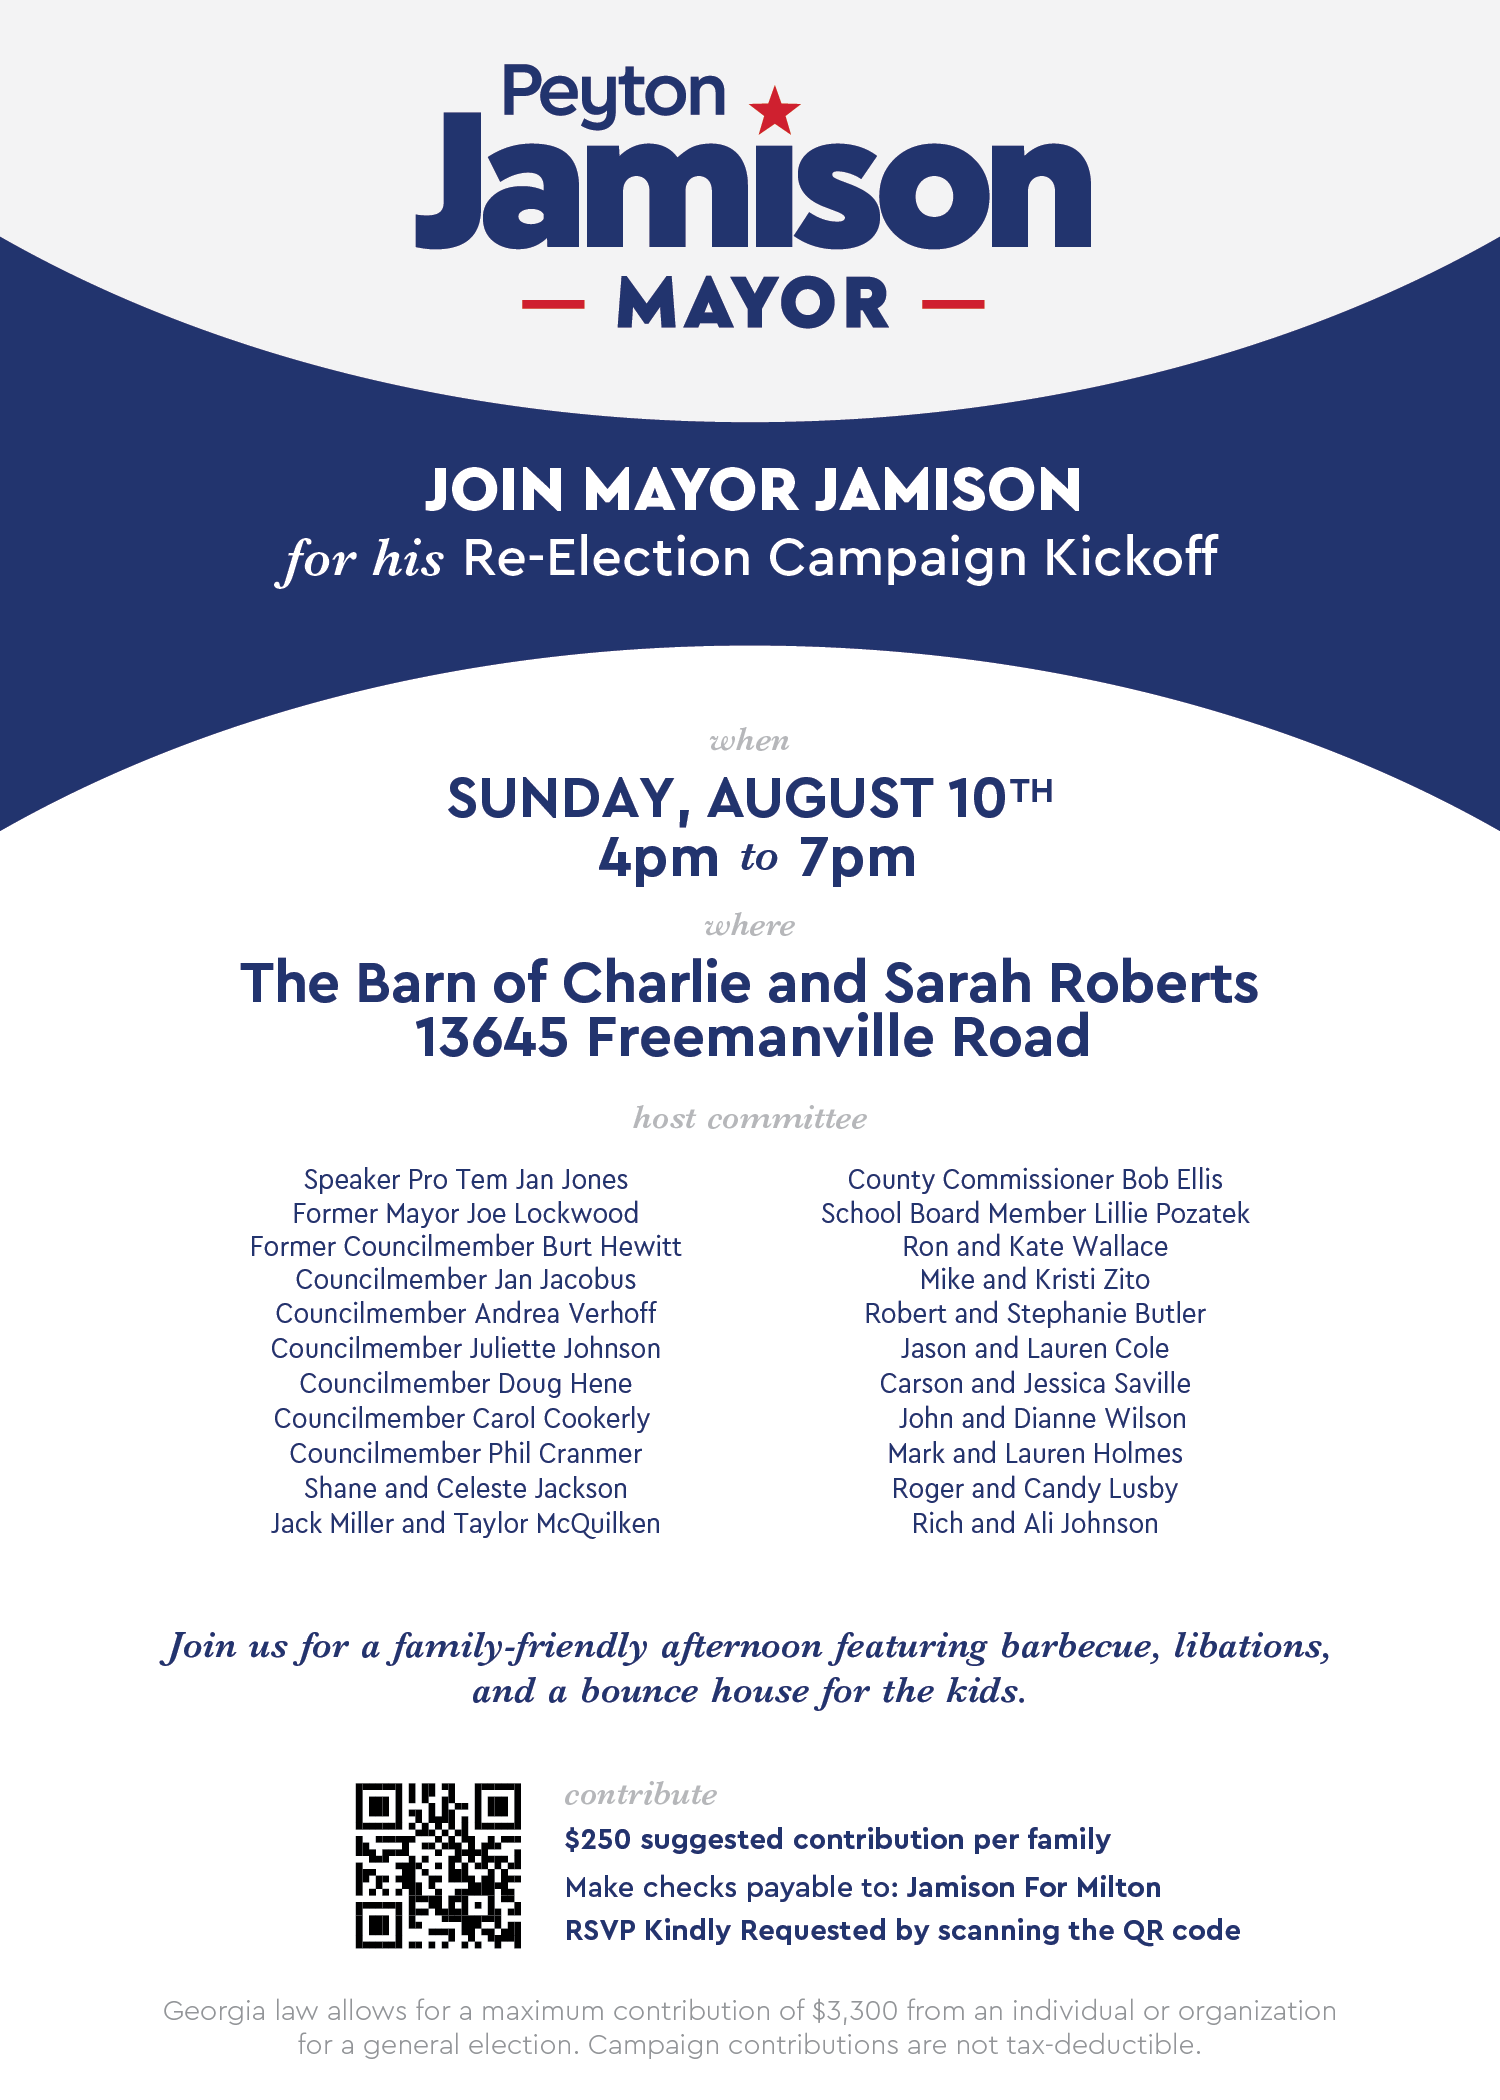 Peyton
Jamison
MAYOR
JOIN MAYOR JAMISON
for his Re-Election Campaign Kickoff
when
SUNDAY, AUGUST 10TH
4pm to 7pm
where
The Barn of Charlie and Sarah Roberts
13645 Freemanville Road
host committee
Speaker Pro Tem Jan Jones
Former Mayor Joe Lockwood
Former Councilmember Burt Hewitt
Councilmember Jan Jacobus
Councilmember Andrea Verhoff
Councilmember Juliette Johnson
Councilmember Doug Hene
Councilmember Carol Cookerly
Councilmember Phil Cranmer
Shane and Celeste Jackson
Jack Miller and Taylor McQuilken
County Commissioner Bob Ellis
School Board Member Lillie Pozatek
Ron and Kate Wallace
Mike and Kristi Zito
Robert and Stephanie Butler
Jason and Lauren Cole
Carson and Jessica Saville
John and Dianne Wilson
Mark and Lauren Holmes
Roger and Candy Lusby
Rich and Ali Johnson
Join us for a family-friendly afternoon featuring barbecue, libations,
and a bounce house for the kids.
contribute
$250 suggested contribution per family
Make checks payable to: Jamison For Milton
RSVP Kindly Requested by scanning the QR code
Georgia law allows for a maximum contribution of $3,300 from an individual or organization
for a general election. Campaign contributions are not tax-deductible.